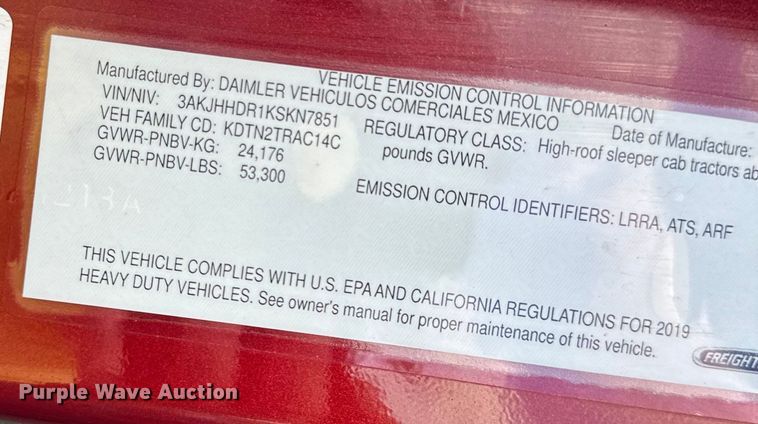 VEHICLE EMISSION CONTROL INFORMATION
Manufactured By: DAIMLER VEHICULOS COMERCIALES MEXICO
Date of Manufacture:
VIN/NIV: 3AKJHHDR1KSKN7851
VEH FAMILY CD: KDTN2TRAC14C
REGULATORY CLASS: High-roof sleeper cab tractors ab
pounds GVWR.
GVWR-PNBV-KG: 24,176
GVWR-PNBV-LBS: 53,300
EMISSION CONTROL IDENTIFIERS: LRRA, ATS, ARF
THIS VEHICLE COMPLIES WITH U.S. EPA AND CALIFORNIA REGULATIONS FOR 2019
HEAVY DUTY VEHICLES. See owner's manual for proper maintenance of this vehicle.
FREIGHT
Purple Wave Auction